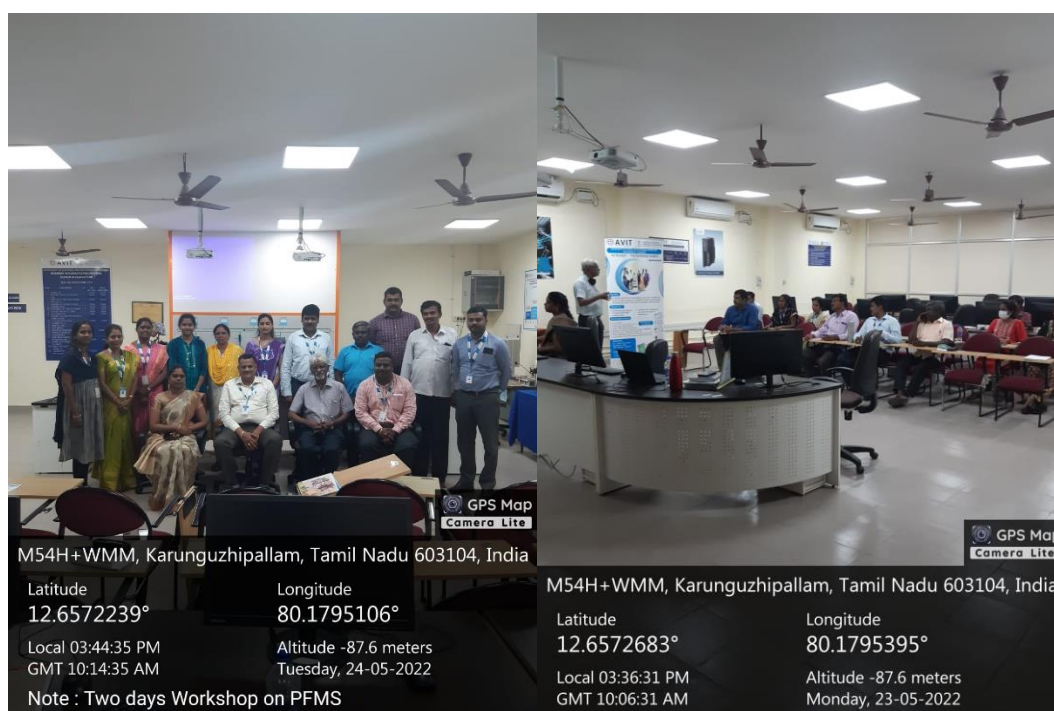 AVIT
GPS Map
Camera Lite
M54H+WMM, Karunguzhipallam, Tamil Nadu 603104, India
Latitude
12.6572239°
Longitude
80.1795106°
Local 03:44:35 PM
GMT 10:14:35 AM
Altitude -87.6 meters
Tuesday, 24-05-2022
Note : Two days Workshop on PFMS
AVIT
GPS Map
Camera Lite
M54H+WMM, Karunguzhipallam, Tamil Nadu 603104, India
Latitude
12.6572683°
Longitude
80.1795395°
Local 03:36:31 PM
GMT 10:06:31 AM
Altitude -87.6 meters
Monday, 23-05-2022